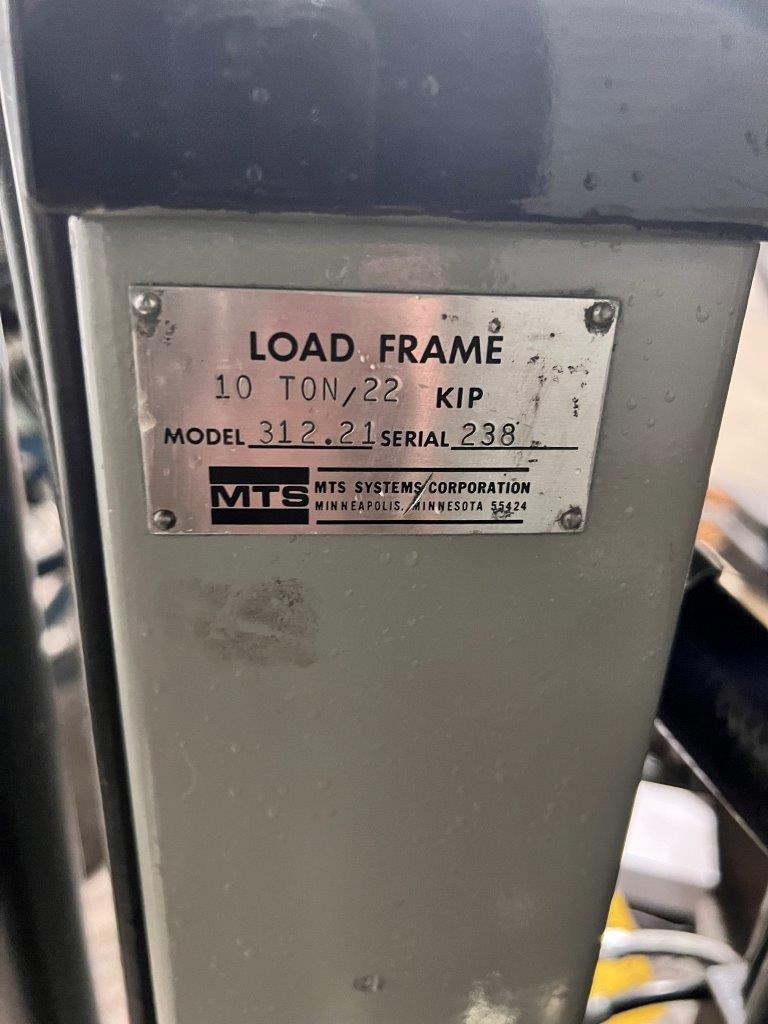 LOAD FRAME
10 TON/22 KIP
MODEL 312.21 SERIAL 238
MTS MTS SYSTEMS CORPORATION
MINNEAPOLIS, MINNESOTA 55424